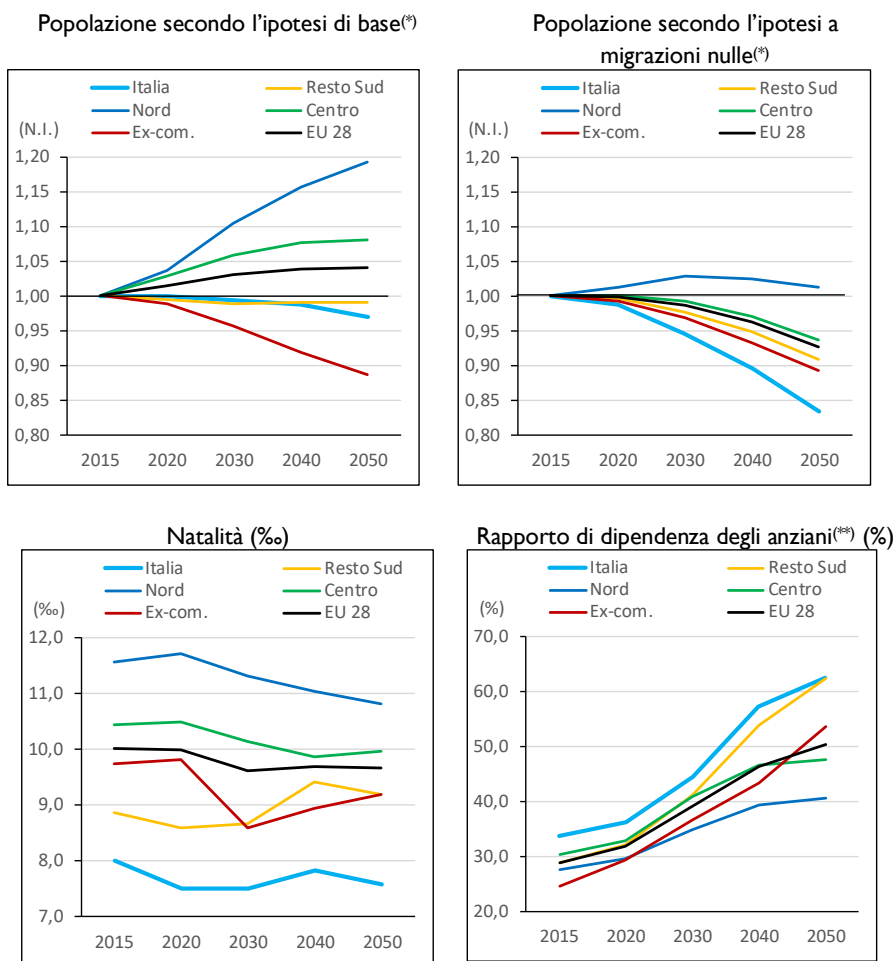 Popolazione secondo l'ipotesi di base(*)
Italia Resto Sud
Nord Centro
Ex-com. EU 28
(N.I.)
1,20
1,15
1,10
1,05
1,00
0,95
0,90
0,85
0,80
2015 2020 2030 2040 2050
Popolazione secondo l'ipotesi a
migrazioni nulle(*)
Italia Resto Sud
Nord Centro
Ex-com. EU 28
(N.I.)
1,20
1,15
1,10
1,05
1,00
0,95
0,90
0,85
0,80
2015 2020 2030 2040 2050
Natalità (‰)
Italia Resto Sud
Nord Centro
Ex-com. EU 28
(‰)
12,0
11,0
10,0
9,0
8,0
7,0
2015 2020 2030 2040 2050
Rapporto di dipendenza degli anziani(**) (%)
Italia Resto Sud
Nord Centro
Ex-com. EU 28
(%)
70,0
60,0
50,0
40,0
30,0
20,0
2015 2020 2030 2040 2050